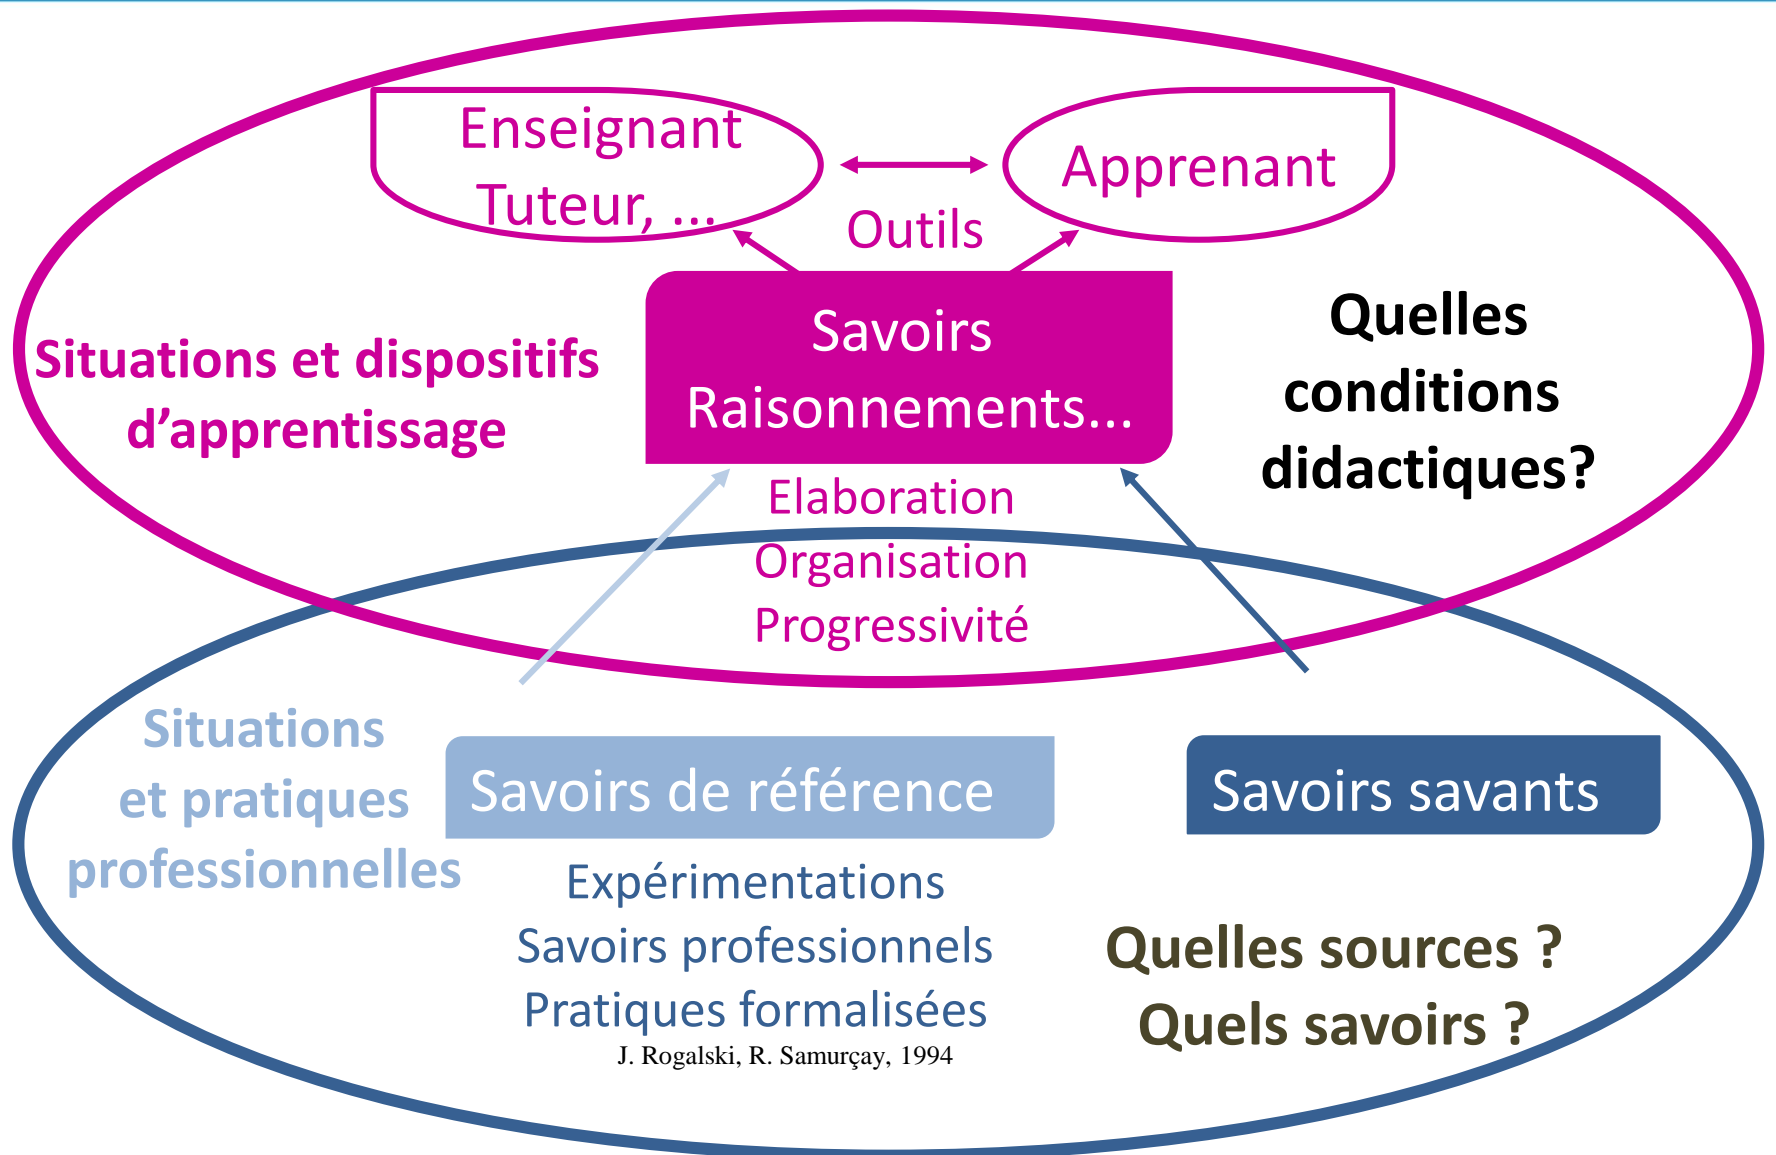 Enseignant
Tuteur, ...
Apprenant
Outils
Savoirs
Raisonnements...
Situations et dispositifs
d’apprentissage
Quelles
conditions
didactiques?
Elaboration
Organisation
Progressivité
Situations
et pratiques
professionnelles
Savoirs de référence
Savoirs savants
Expérimentations
Savoirs professionnels
Pratiques formalisées
J. Rogalski, R. Samurçay, 1994
Quelles sources ?
Quels savoirs ?